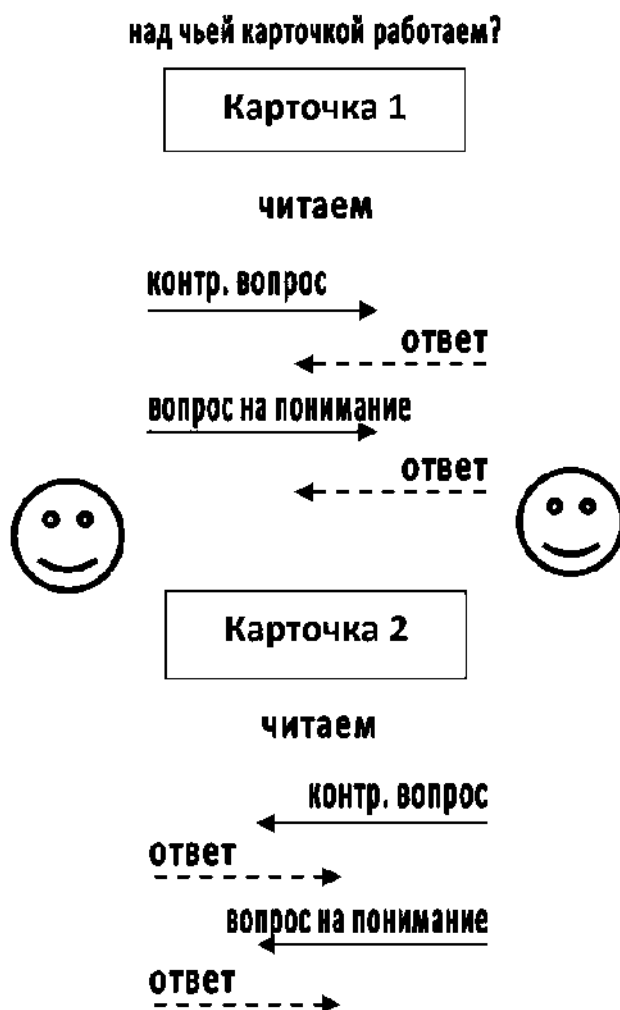 над чьей карточкой работаем?
Карточка 1
читаем
контр. вопрос
ответ
вопрос на понимание
ответ
Карточка 2
читаем
контр. вопрос
ответ
вопрос на понимание
ответ